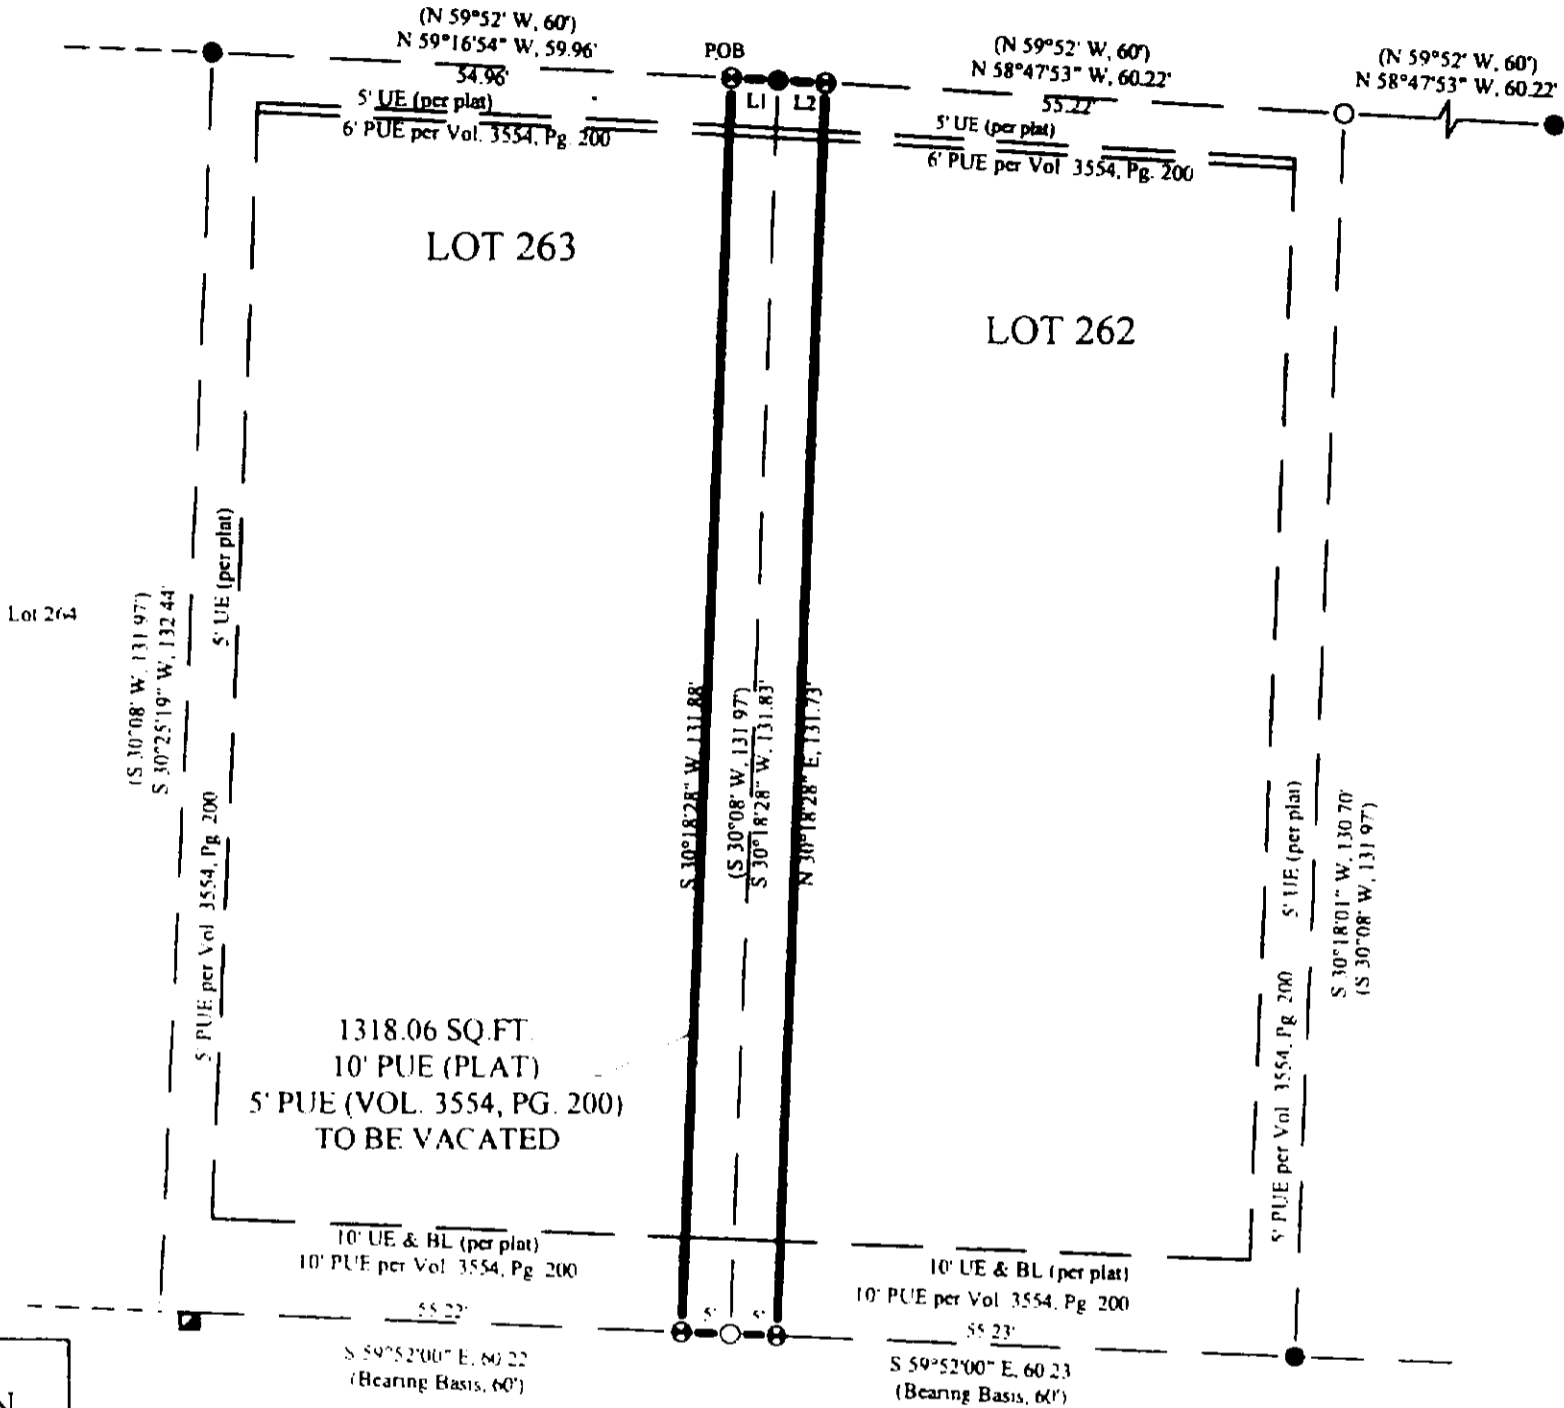 (N 59°52' W, 60')
N 59°16'54" W, 59.96'
54.96'
POB
(N 59°52' W, 60')
N 58°47'53" W, 60.22'
55.22'
(N 59°52' W, 60')
N 58°47'53" W, 60.22'
L1
L2
5' UE (per plat)
6' PUE per Vol. 3554, Pg. 200
5' UE (per plat)
6' PUE per Vol 3554, Pg. 200
LOT 263
LOT 262
Lot 264
(S 30°08' W, 131.97')
S 30°25'19" W, 132.44'
5' UE (per plat)
5' PUE per Vol 3554, Pg 200
S 30°18'28" W, 131.88'
(S 30°08' W, 131.97')
S 30°18'28" W, 131.83'
N 30°18'28" E, 131.73'
5' UE (per plat)
5' PUE per Vol 3554, Pg 200
S 30°18'01" W, 130.70'
(S 30°08' W, 131.97')
1318.06 SQ.FT.
10' PUE (PLAT)
5' PUE (VOL. 3554, PG. 200)
TO BE VACATED
10' UE & BL (per plat)
10' PUE per Vol 3554, Pg 200
10' UE & BL (per plat)
10' PUE per Vol 3554, Pg 200
55.22'
5'
5'
55.23'
S 59°52'00" E, 60.22
(Bearing Basis, 60')
S 59°52'00" E, 60.23
(Bearing Basis, 60')